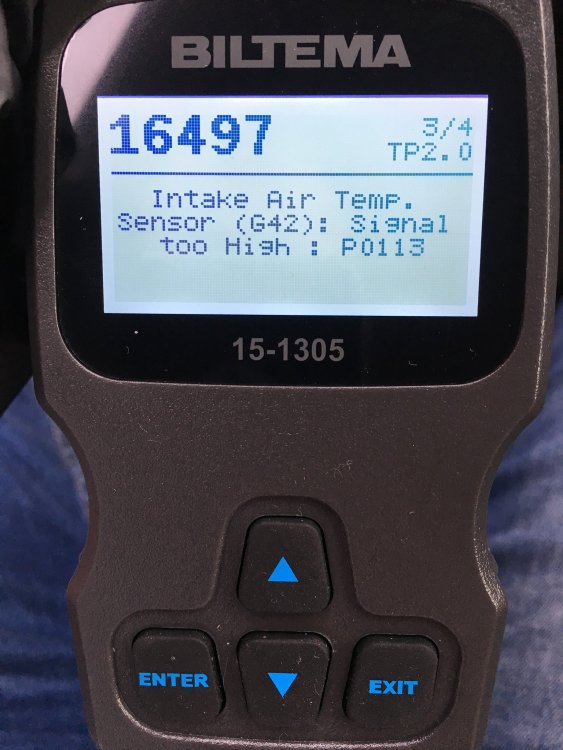 BILTEMA
16497
3/4
TP2.0
Intake Air Temp.
Sensor (G42): Signal
too High : P0113
15-1305
ENTER
EXIT